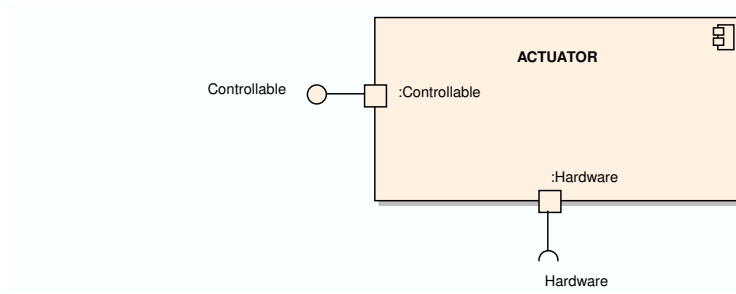 ACTUATOR
Controllable
:Controllable
:Hardware
Hardware